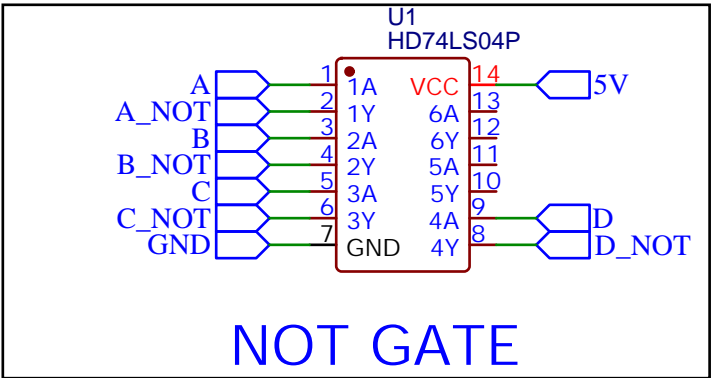 U1
HD74LS04P
A 1 1A VCC 14 5V
A_NOT 2 1Y 6A 13
B 3 2A 6Y 12
B_NOT 4 2Y 5A 11
C 5 3A 5Y 10
C_NOT 6 3Y 4A 9 D
GND 7 GND 4Y 8 D_NOT
NOT GATE